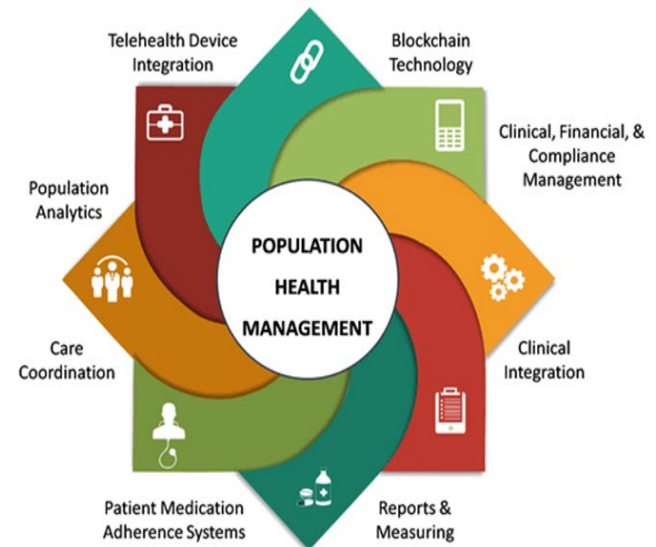 Telehealth Device
Integration
Blockchain
Technology
Clinical, Financial, &
Compliance
Management
Population
Analytics
POPULATION
HEALTH
MANAGEMENT
Care
Coordination
Clinical
Integration
Patient Medication
Adherence Systems
Reports &
Measuring